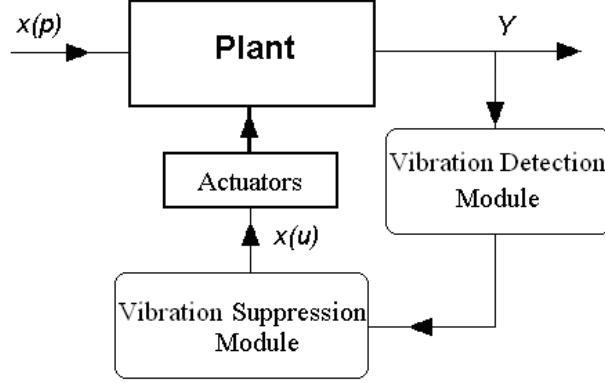 x(p)
Plant
Y
Vibration Detection
Module
Actuators
x(u)
Vibration Suppression
Module